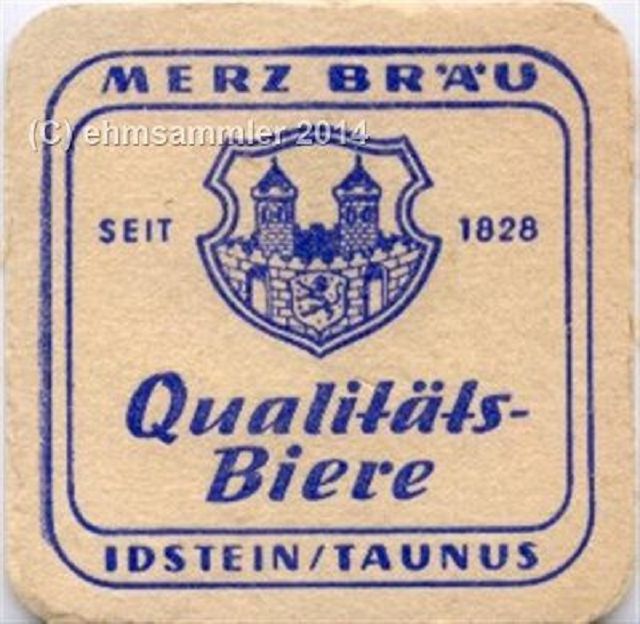 MERZ BRÄU
(C) ehmsammler 2014
SEIT 1828
Qualitäts-
Biere
IDSTEIN/TAUNUS